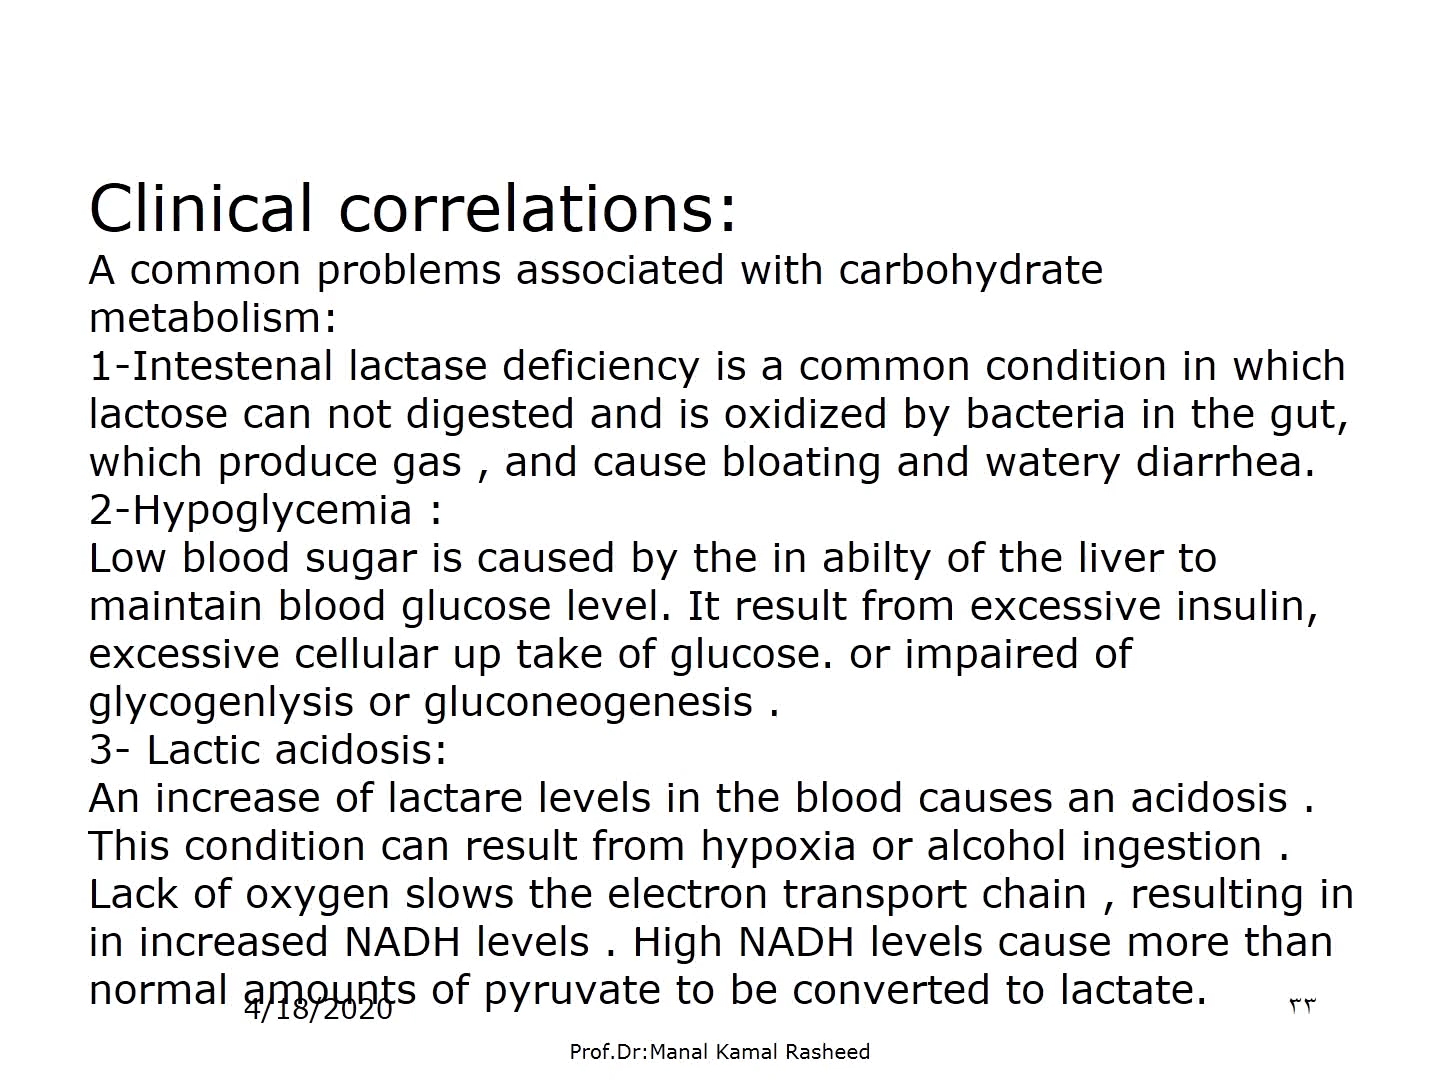 Clinical correlations:
A common problems associated with carbohydrate
metabolism:
1-Intestenal lactase deficiency is a common condition in which
lactose can not digested and is oxidized by bacteria in the gut,
which produce gas , and cause bloating and watery diarrhea.
2-Hypoglycemia :
Low blood sugar is caused by the in abilty of the liver to
maintain blood glucose level. It result from excessive insulin,
excessive cellular up take of glucose. or impaired of
glycogenlysis or gluconeogenesis .
3- Lactic acidosis:
An increase of lactare levels in the blood causes an acidosis .
This condition can result from hypoxia or alcohol ingestion .
Lack of oxygen slows the electron transport chain , resulting in
in increased NADH levels . High NADH levels cause more than
normal amounts of pyruvate to be converted to lactate.
4/18/2020
٣٣
Prof.Dr:Manal Kamal Rasheed